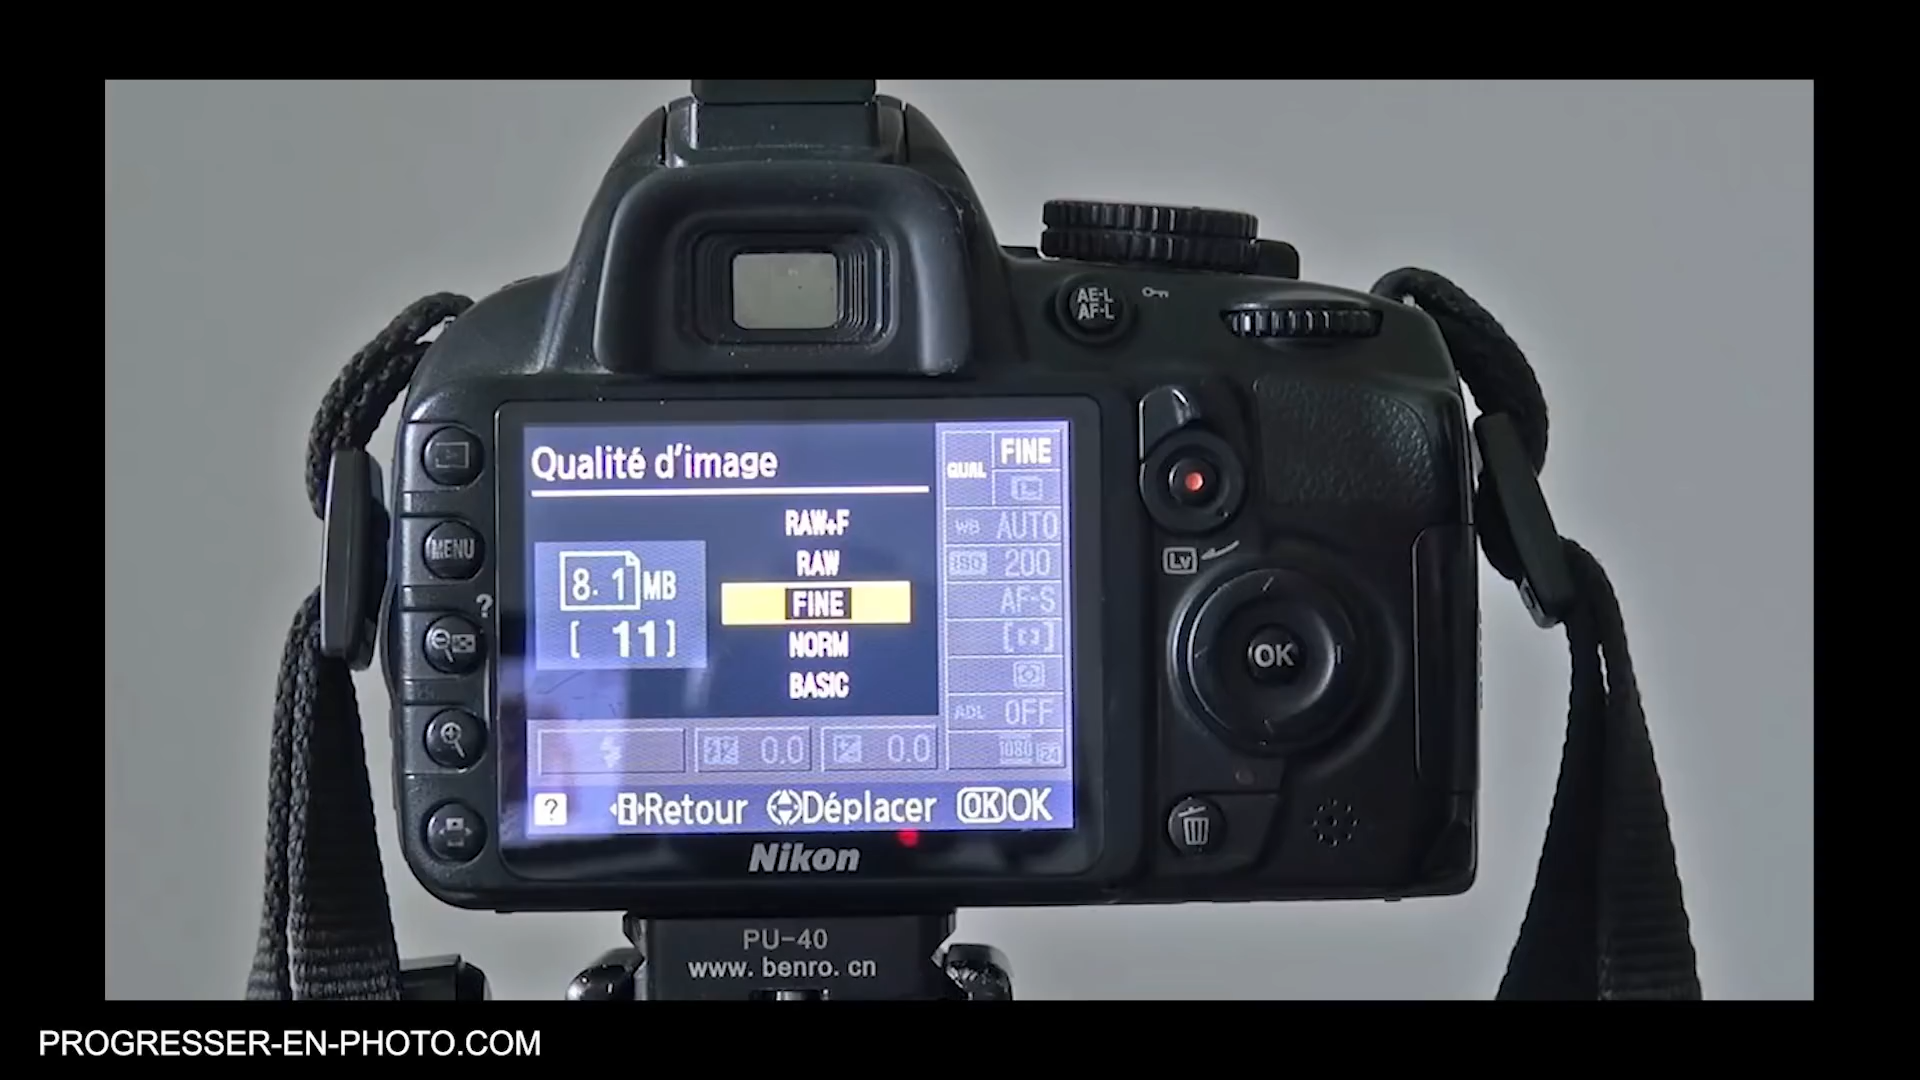 AE-L
AF-L
Qualité d'image
RAW+F
RAW
FINE
NORM
BASIC
8.1 MB
[ 11]
QUAL FINE
L
WB AUTO
ISO 200
AF-S
ADL OFF
1080
0.0
0.0
? Retour Déplacer OK OK
MENU
?
Lv
OK
Nikon
PU-40
www.benro.cn
PROGRESSER-EN-PHOTO.COM